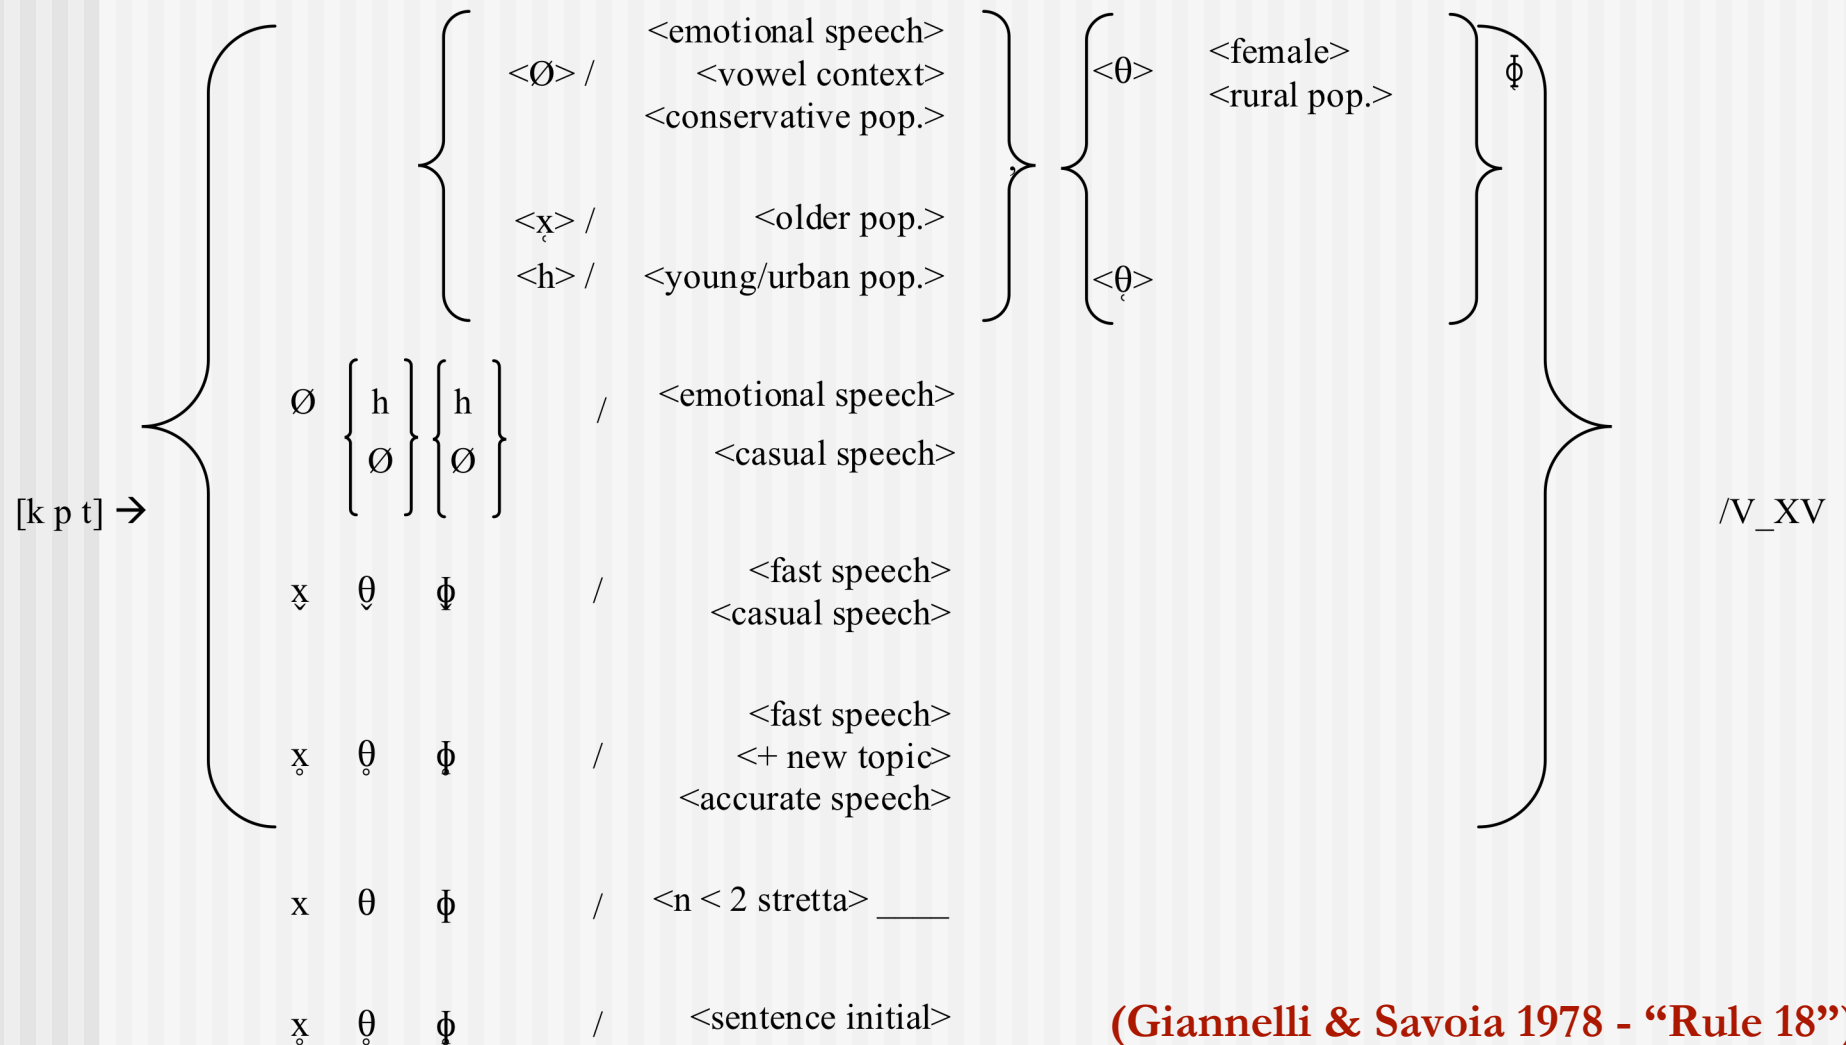 <emotional speech>
<Ø> / <vowel context> <θ> <female> ɸ̜
<conservative pop.> <rural pop.>
,
<x̜> / <older pop.>
<h> / <young/urban pop.> <θ̜>
Ø h h / <emotional speech>
Ø Ø <casual speech>
[k p t] → /V_XV
<fast speech>
x̬ θ̬ ɸ̬ /
<casual speech>
<fast speech>
x̥ θ̥ ɸ̥ / <+ new topic>
<accurate speech>
x θ ɸ / <n < 2 stretta> ____
x̥ θ̥ ɸ̥ / <sentence initial>
(Giannelli & Savoia 1978 - “Rule 18”)